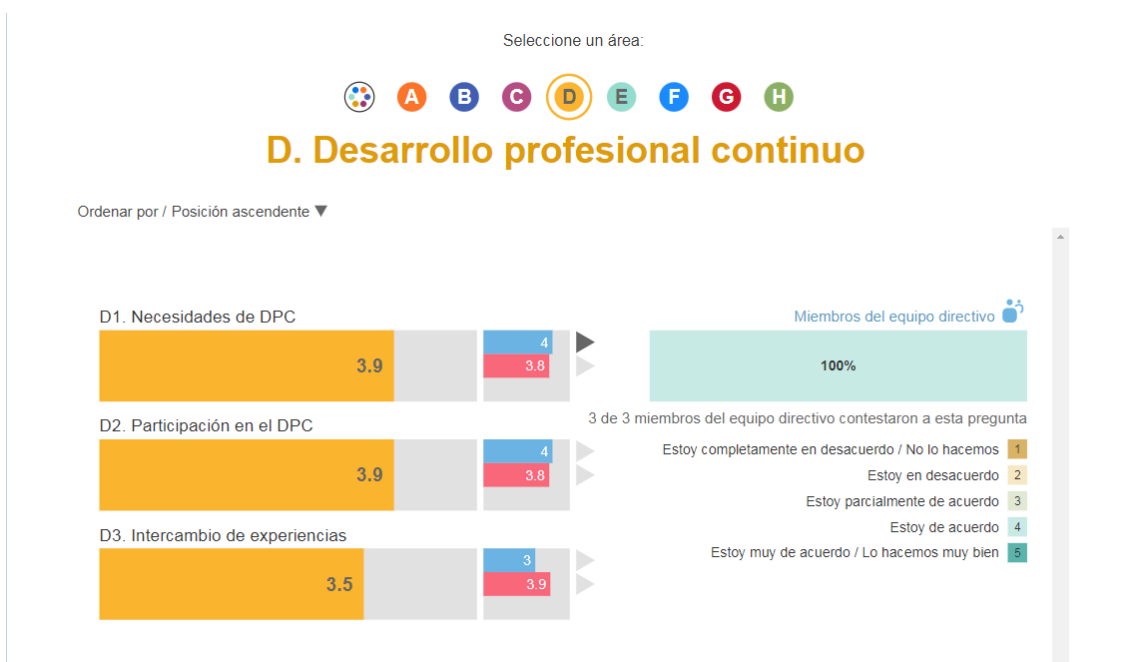 Seleccione un área:
A B C D E F G H
D. Desarrollo profesional continuo
Ordenar por / Posición ascendente ▼
D1. Necesidades de DPC
3.9
4
3.8
Miembros del equipo directivo
100%
3 de 3 miembros del equipo directivo contestaron a esta pregunta
D2. Participación en el DPC
3.9
4
3.8
Estoy completamente en desacuerdo / No lo hacemos 1
Estoy en desacuerdo 2
Estoy parcialmente de acuerdo 3
Estoy de acuerdo 4
Estoy muy de acuerdo / Lo hacemos muy bien 5
D3. Intercambio de experiencias
3.5
3
3.9